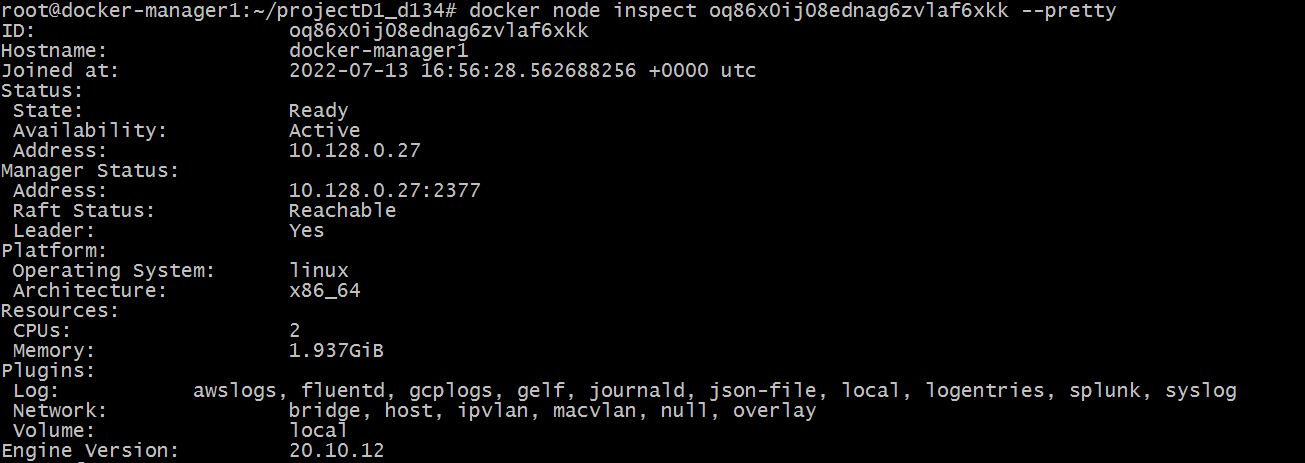 root@docker-manager1:~/projectD1_d134# docker node inspect oq86x0ij08ednag6zvlaf6xkk --pretty
ID: oq86x0ij08ednag6zvlaf6xkk
Hostname: docker-manager1
Joined at: 2022-07-13 16:56:28.562688256 +0000 utc
Status:
State: Ready
Availability: Active
Address: 10.128.0.27
Manager Status:
Address: 10.128.0.27:2377
Raft Status: Reachable
Leader: Yes
Platform:
Operating System: linux
Architecture: x86_64
Resources:
CPUs: 2
Memory: 1.937GiB
Plugins:
Log: awslogs, fluentd, gcplogs, gelf, journald, json-file, local, logentries, splunk, syslog
Network: bridge, host, ipvlan, macvlan, null, overlay
Volume: local
Engine Version: 20.10.12